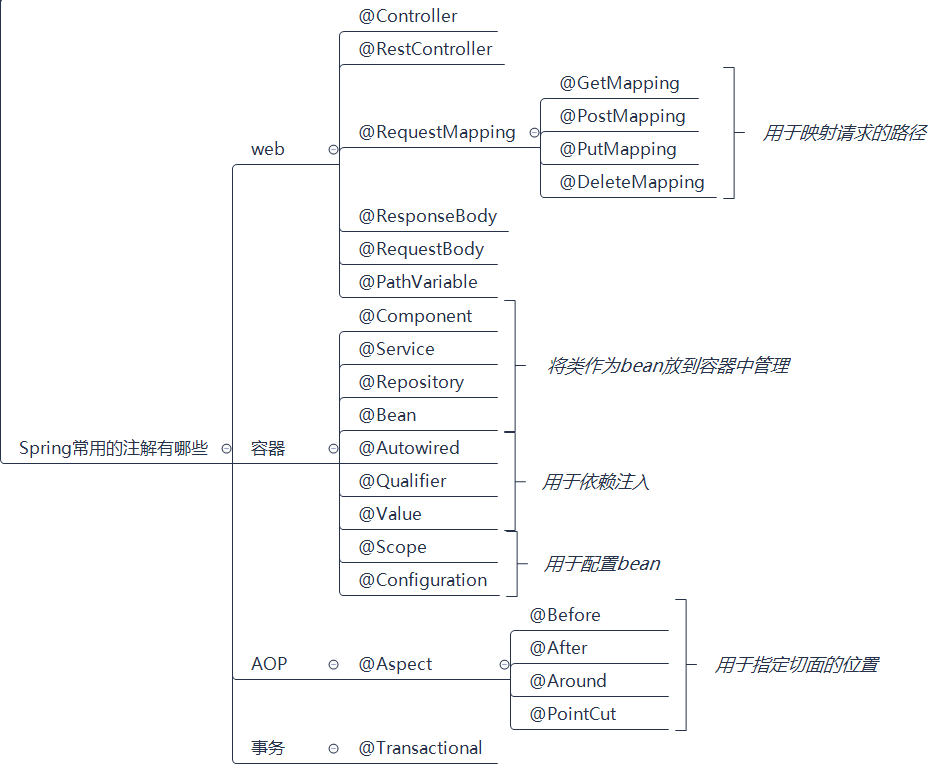 Spring常用的注解有哪些
web
@Controller
@RestController
@RequestMapping
@GetMapping
@PostMapping
@PutMapping
@DeleteMapping
用于映射请求的路径
@ResponseBody
@RequestBody
@PathVariable
容器
@Component
@Service
@Repository
@Bean
将类作为bean放到容器中管理
@Autowired
@Qualifier
@Value
用于依赖注入
@Scope
@Configuration
用于配置bean
AOP
@Aspect
@Before
@After
@Around
@PointCut
用于指定切面的位置
事务
@Transactional